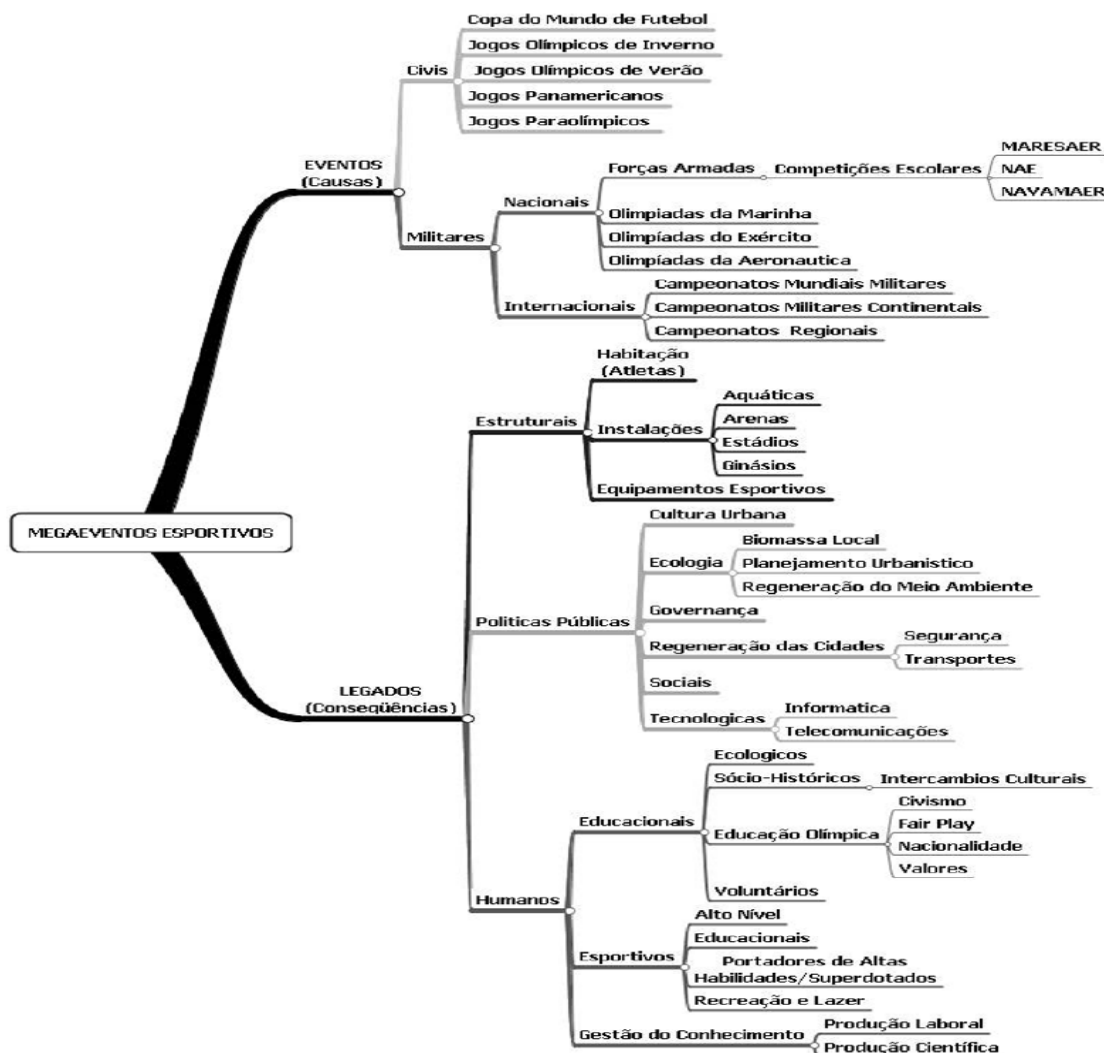 Copa do Mundo de Futebol
Jogos Olímpicos de Inverno
Civis
Jogos Olímpicos de Verão
Jogos Panamericanos
Jogos Paraolímpicos
EVENTOS
(Causas)
MARESAER
Forças Armadas
Competições Escolares
NAE
NAVAMAER
Nacionais
Olimpiadas da Marinha
Militares
Olimpíadas do Exército
Olimpíadas da Aeronautica
Campeonatos Mundiais Militares
Internacionais
Campeonatos Militares Continentais
Campeonatos Regionais
Habitação
(Atletas)
Aquáticas
Estruturais
Instalações
Arenas
Estádios
Ginásios
Equipamentos Esportivos
MEGAEVENTOS ESPORTIVOS
Cultura Urbana
Biomassa Local
Ecologia
Planejamento Urbanistico
Regeneração do Meio Ambiente
Governança
Politicas Públicas
Regeneração das Cidades
Segurança
Transportes
Sociais
LEGADOS
(Conseqüências)
Tecnologicas
Informatica
Telecomunicações
Ecologicos
Sócio-Históricos
Intercambios Culturais
Educacionais
Educação Olímpica
Civismo
Fair Play
Nacionalidade
Valores
Voluntários
Humanos
Alto Nível
Educacionais
Esportivos
Portadores de Altas
Habilidades/Superdotados
Recreação e Lazer
Gestão do Conhecimento
Produção Laboral
Produção Científica